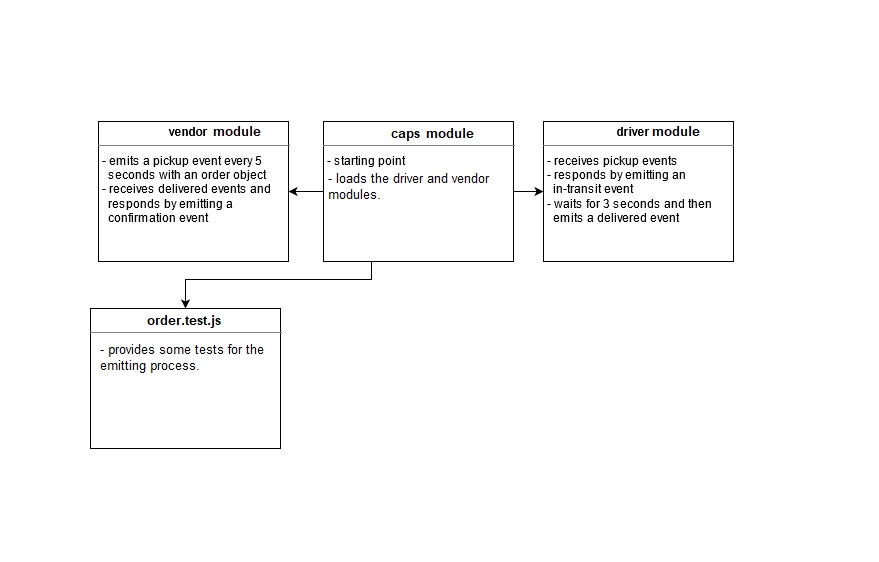 vendor module
- emits a pickup event every 5
seconds with an order object
- receives delivered events and
responds by emitting a
confirmation event
caps module
- starting point
- loads the driver and vendor
modules.
driver module
- receives pickup events
- responds by emitting an
in-transit event
- waits for 3 seconds and then
emits a delivered event
order.test.js
- provides some tests for the
emitting process.